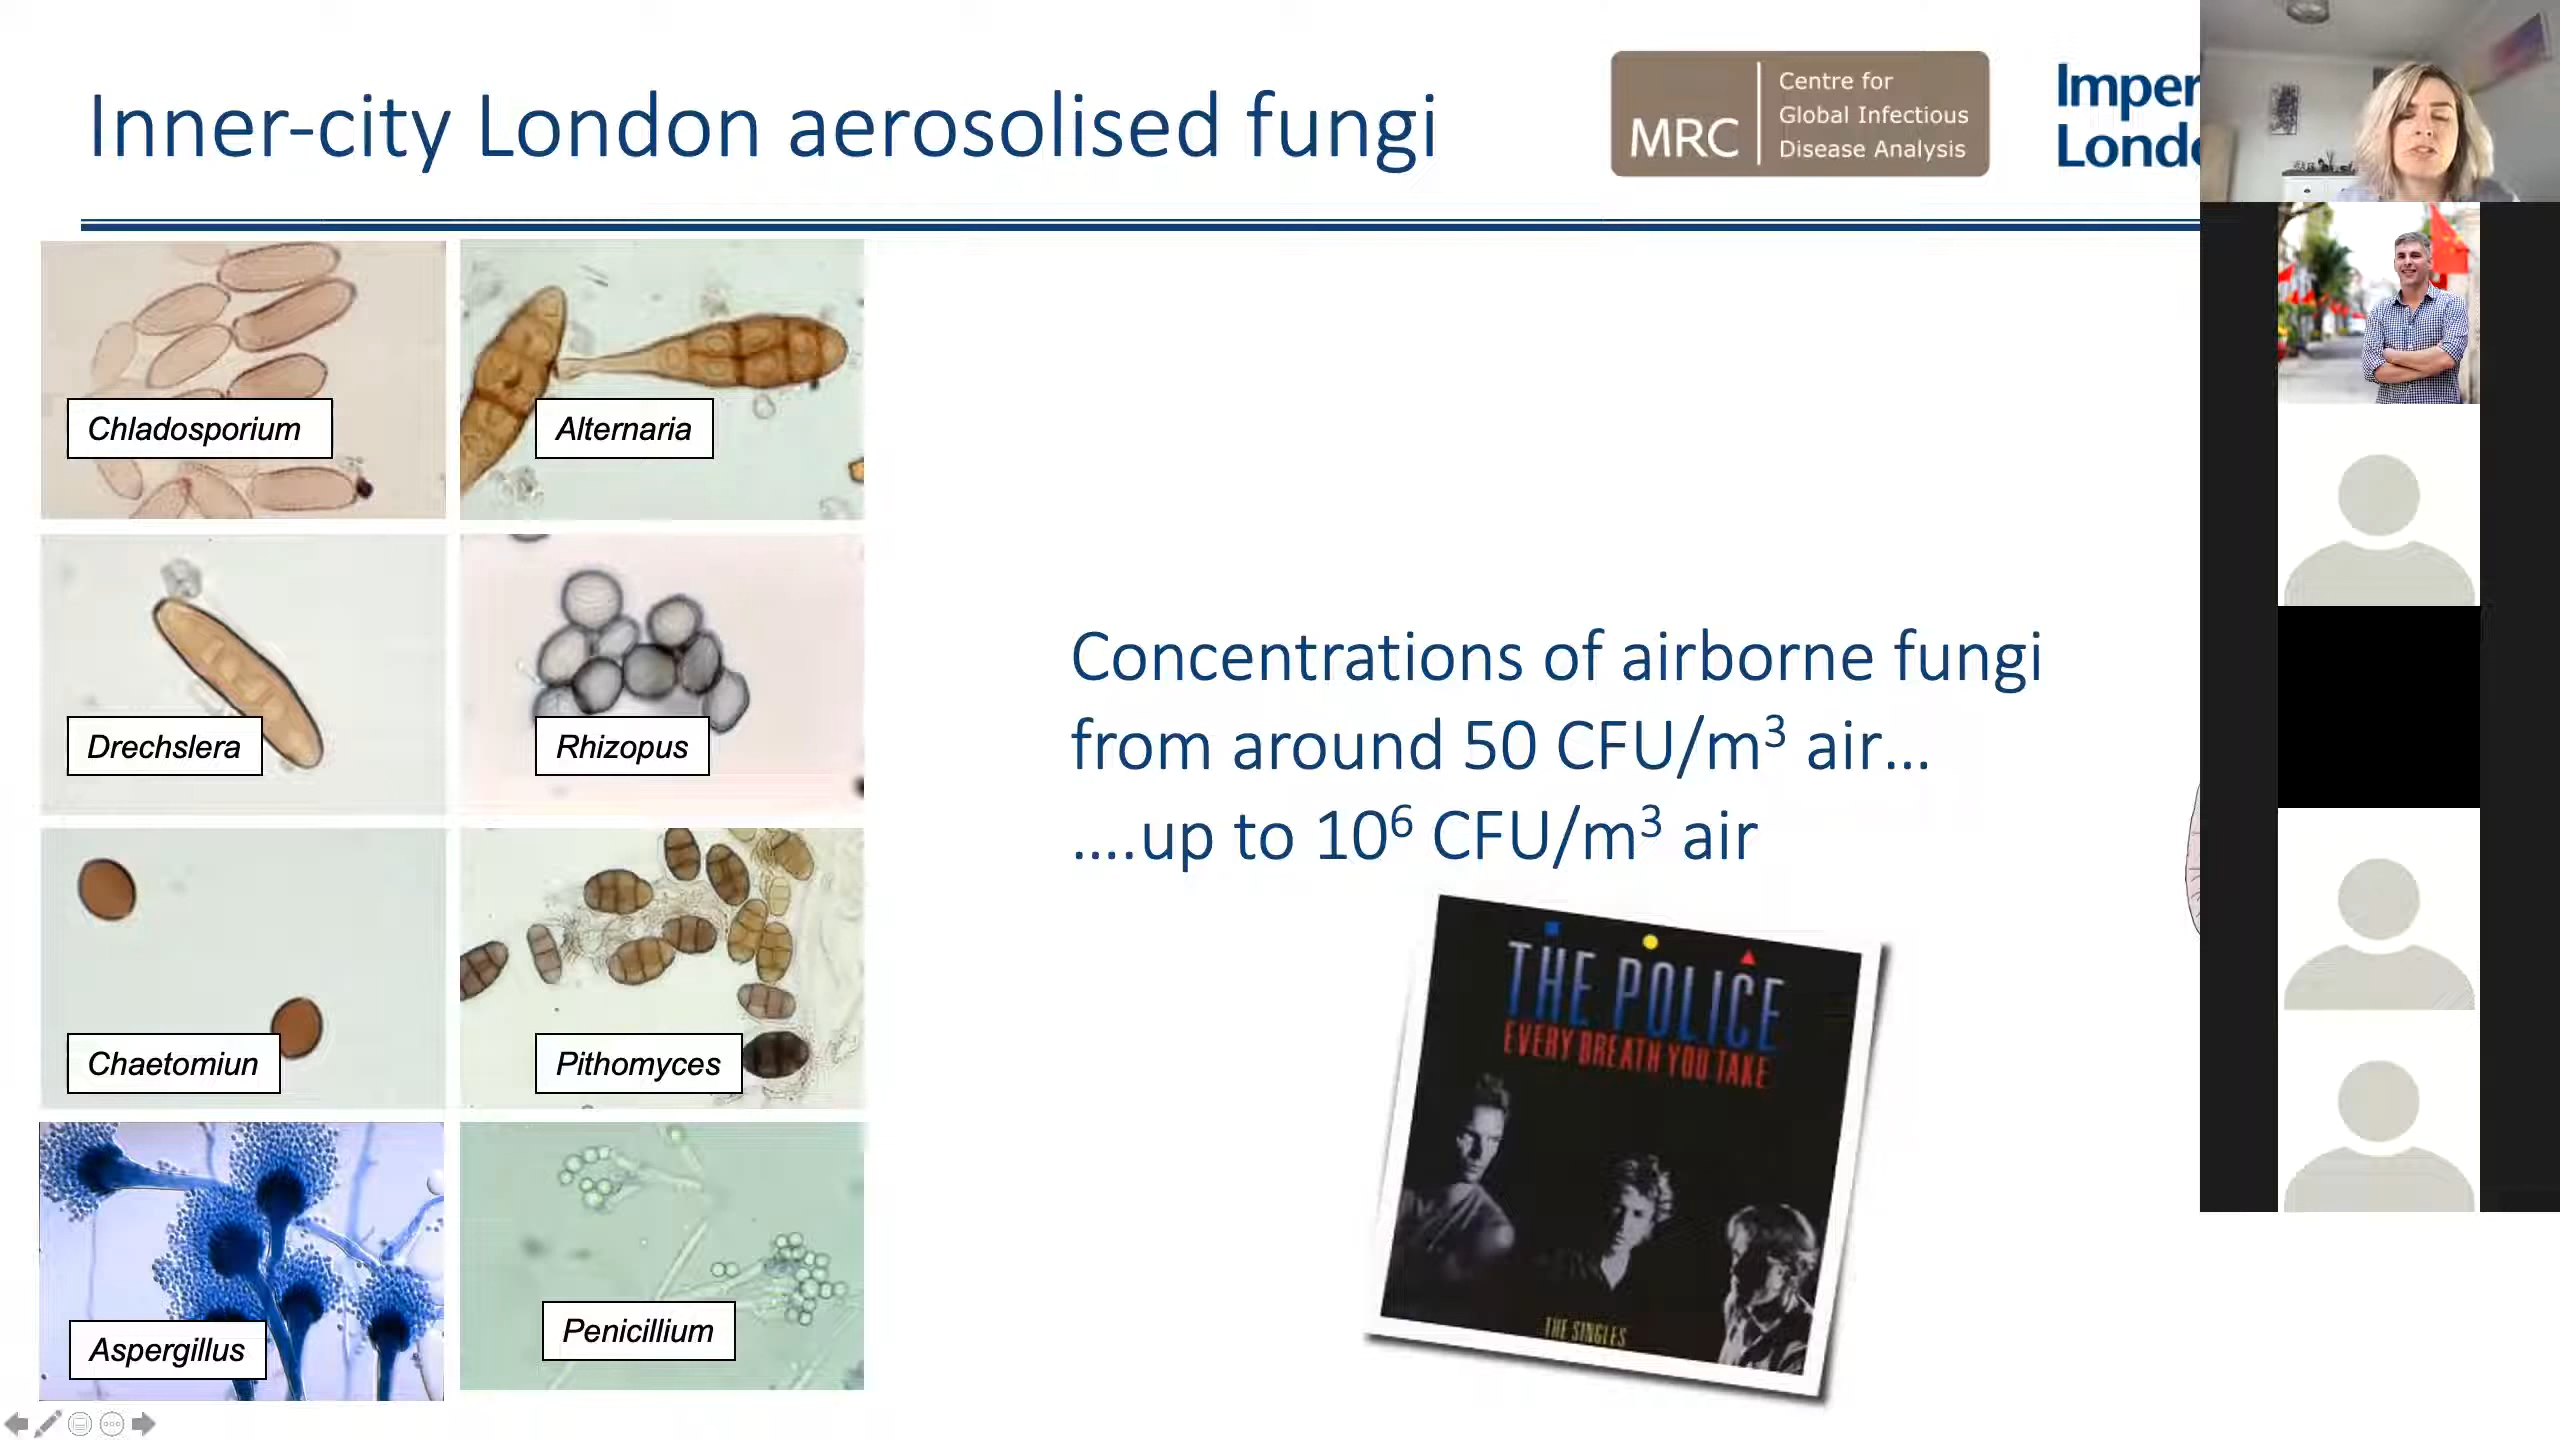 Inner-city London aerosolised fungi
MRC
Centre for
Global Infectious
Disease Analysis
Imper
Londo
Chladosporium
Alternaria
Drechslera
Rhizopus
Chaetomiun
Pithomyces
Aspergillus
Penicillium
Concentrations of airborne fungi
from around 50 CFU/m³ air...
....up to 10⁶ CFU/m³ air
THE POLICE
EVERY BREATH YOU TAKE
THE SINGLES